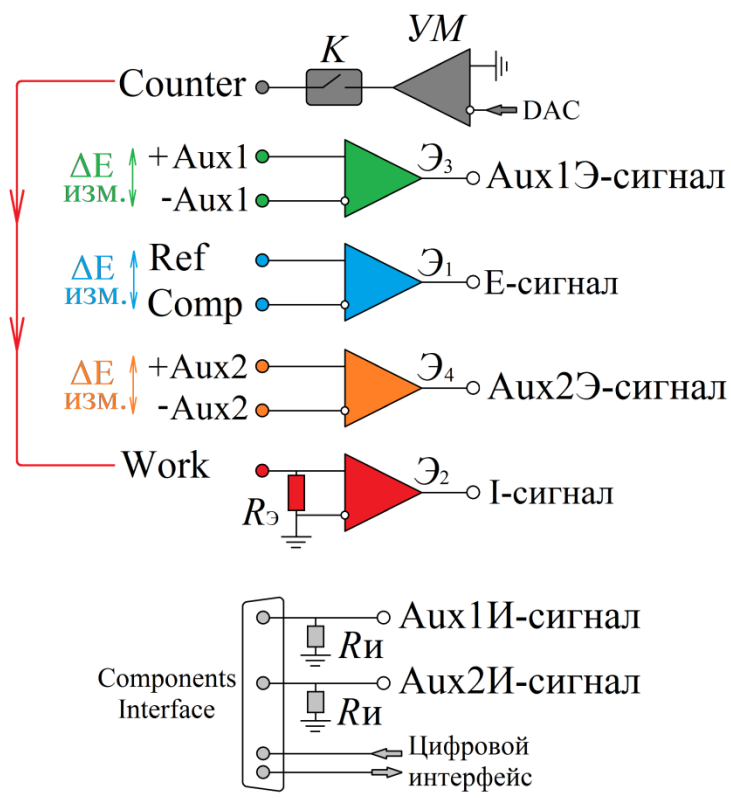 УМ
K
Counter
DAC
ΔE
изм.
+Aux1
-Aux1
Э3
Aux1Э-сигнал
ΔE
изм.
Ref
Comp
Э1
E-сигнал
ΔE
изм.
+Aux2
-Aux2
Э4
Aux2Э-сигнал
Work
Э2
I-сигнал
RЭ
Aux1И-сигнал
Rи
Components
Interface
Aux2И-сигнал
Rи
Цифровой
интерфейс